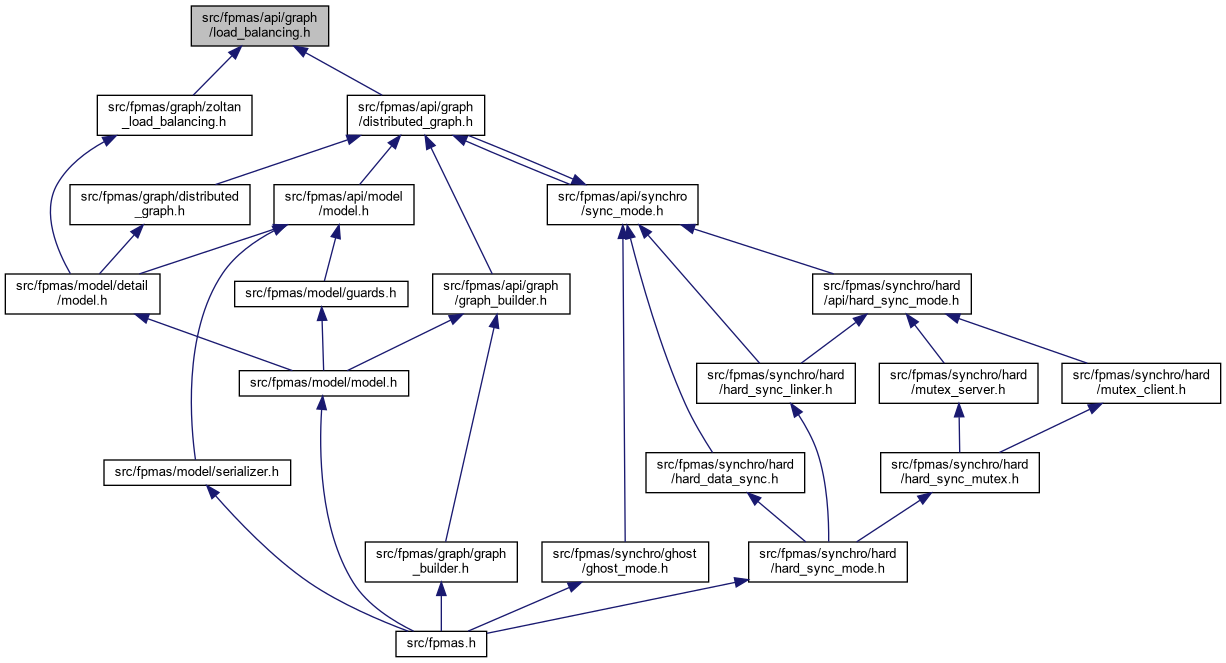 src/fpmas/api/graph
/load_balancing.h
src/fpmas/graph/zoltan
_load_balancing.h
src/fpmas/api/graph
/distributed_graph.h
src/fpmas/graph/distributed
_graph.h
src/fpmas/api/model
/model.h
src/fpmas/api/synchro
/sync_mode.h
src/fpmas/model/detail
/model.h
src/fpmas/model/guards.h
src/fpmas/api/graph
/graph_builder.h
src/fpmas/synchro/hard
/api/hard_sync_mode.h
src/fpmas/model/model.h
src/fpmas/synchro/hard
/hard_sync_linker.h
src/fpmas/synchro/hard
/mutex_server.h
src/fpmas/synchro/hard
/mutex_client.h
src/fpmas/model/serializer.h
src/fpmas/synchro/hard
/hard_data_sync.h
src/fpmas/synchro/hard
/hard_sync_mutex.h
src/fpmas/graph/graph
_builder.h
src/fpmas/synchro/ghost
/ghost_mode.h
src/fpmas/synchro/hard
/hard_sync_mode.h
src/fpmas.h